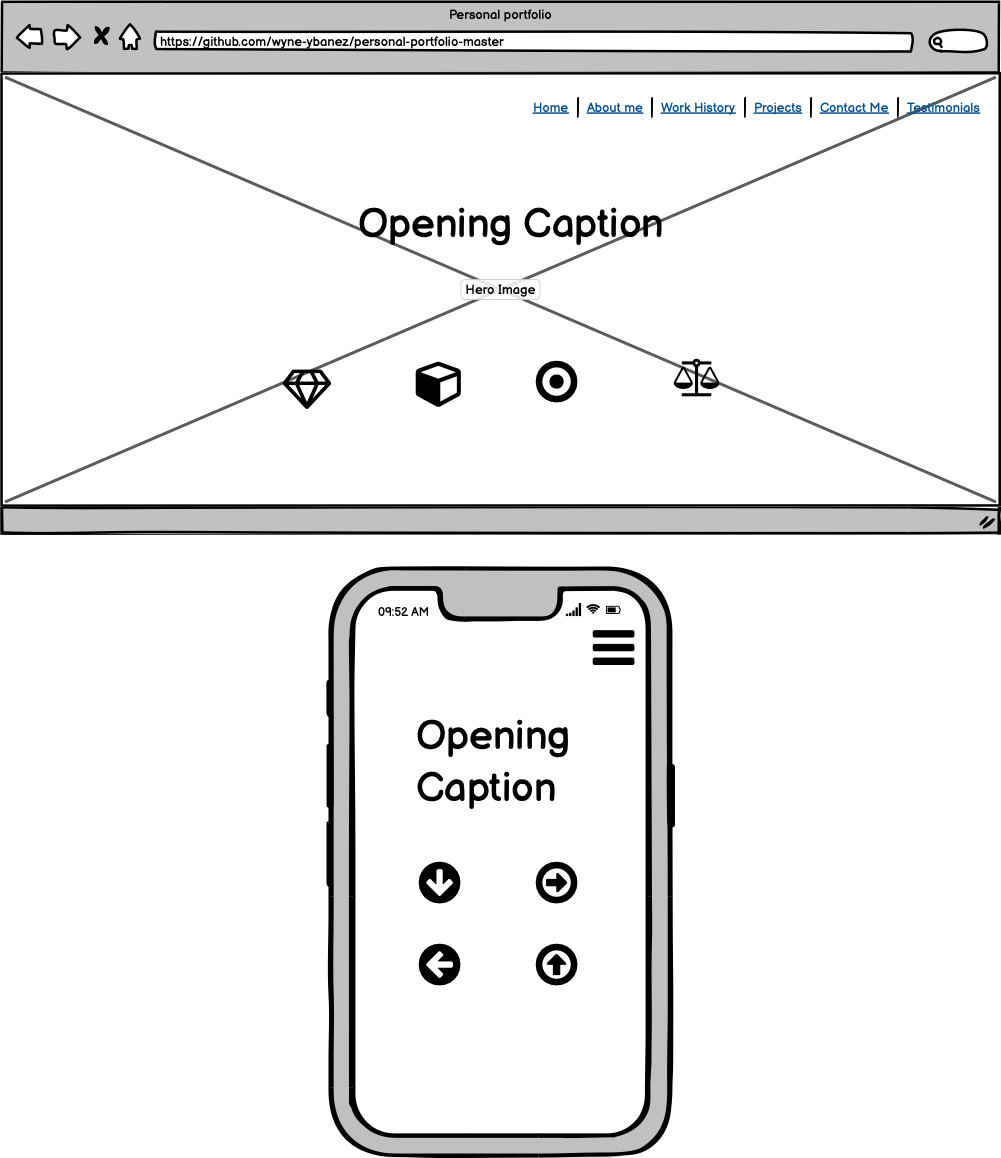 Personal portfolio
https://github.com/wyne-ybanez/personal-portfolio-master
Home | About me | Work History | Projects | Contact Me | Testimonials
Opening Caption
Hero Image
09:52 AM
Opening
Caption